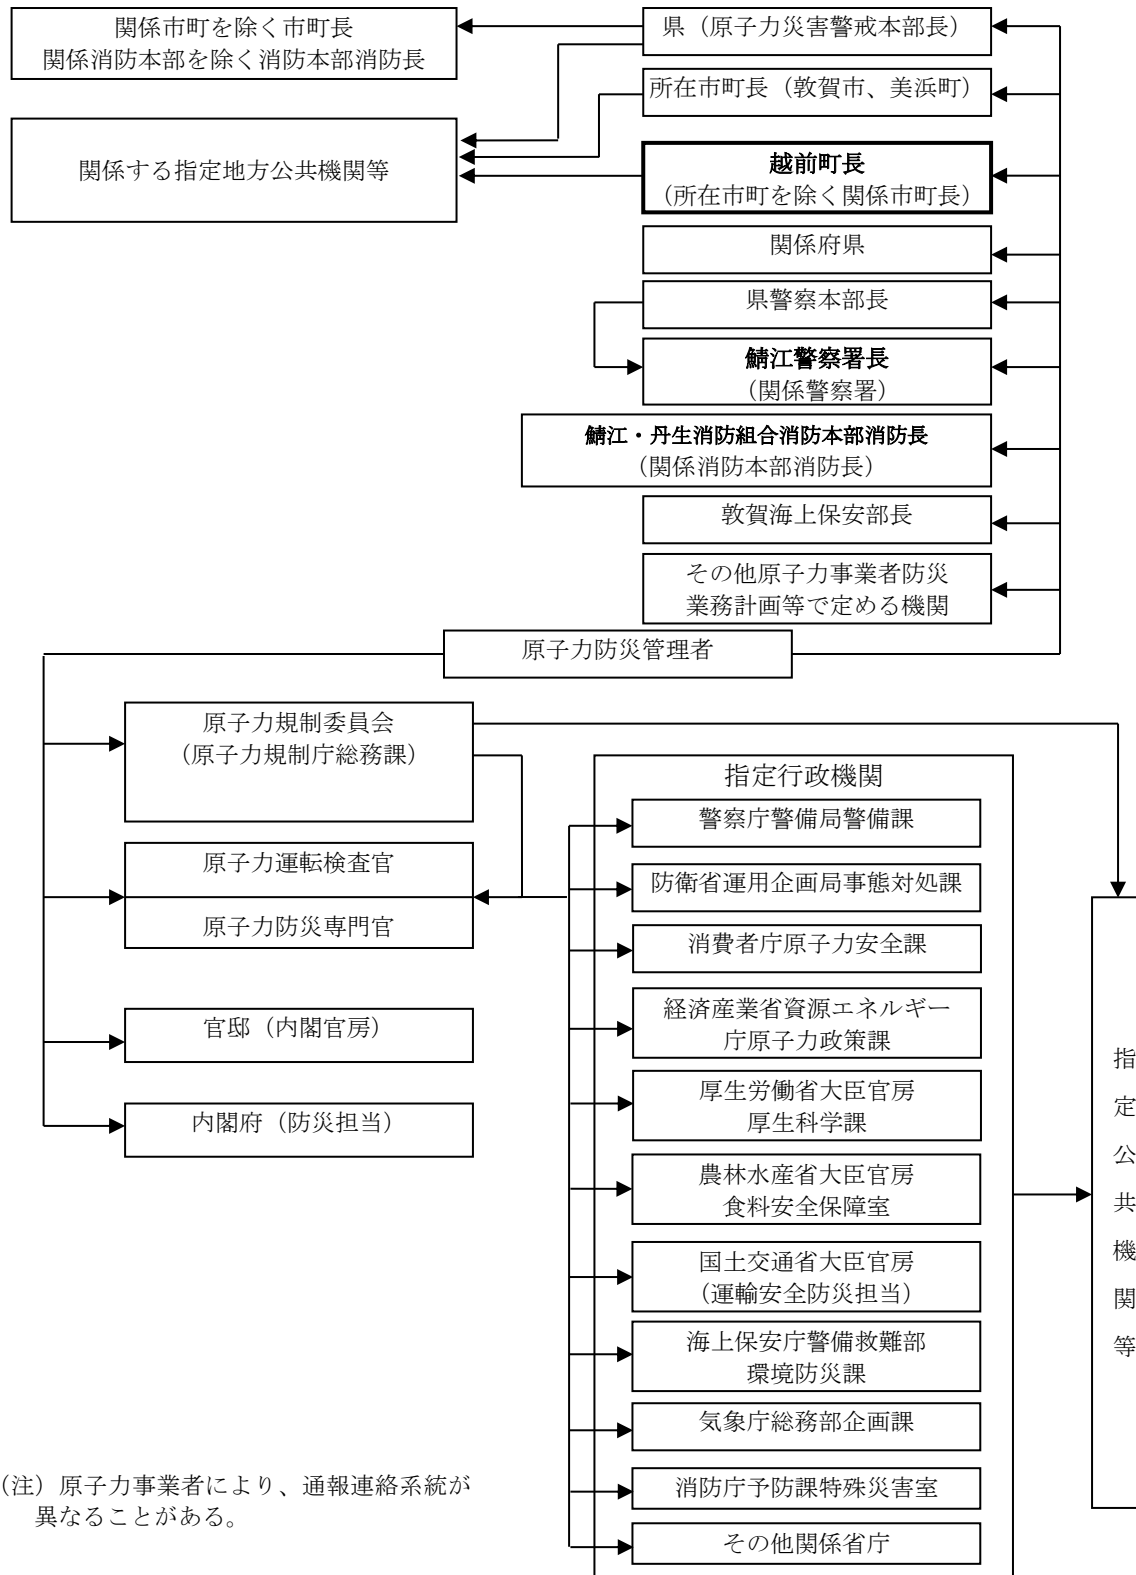 関係市町を除く市町長
関係消防本部を除く消防本部消防長
県（原子力災害警戒本部長）
所在市町長（敦賀市、美浜町）
関係する指定地方公共機関等
越前町長
（所在市町を除く関係市町長）
関係府県
県警察本部長
鯖江警察署長
（関係警察署）
鯖江・丹生消防組合消防本部消防長
（関係消防本部消防長）
敦賀海上保安部長
その他原子力事業者防災
業務計画等で定める機関
原子力防災管理者
原子力規制委員会
（原子力規制庁総務課）
原子力運転検査官
原子力防災専門官
官邸（内閣官房）
内閣府（防災担当）
指定行政機関
警察庁警備局警備課
防衛省運用企画局事態対処課
消費者庁原子力安全課
経済産業省資源エネルギー
庁原子力政策課
厚生労働省大臣官房
厚生科学課
農林水産省大臣官房
食料安全保障室
国土交通省大臣官房
（運輸安全防災担当）
海上保安庁警備救難部
環境防災課
気象庁総務部企画課
消防庁予防課特殊災害室
その他関係省庁
指定公共機関等
（注）原子力事業者により、通報連絡系統が
異なることがある。